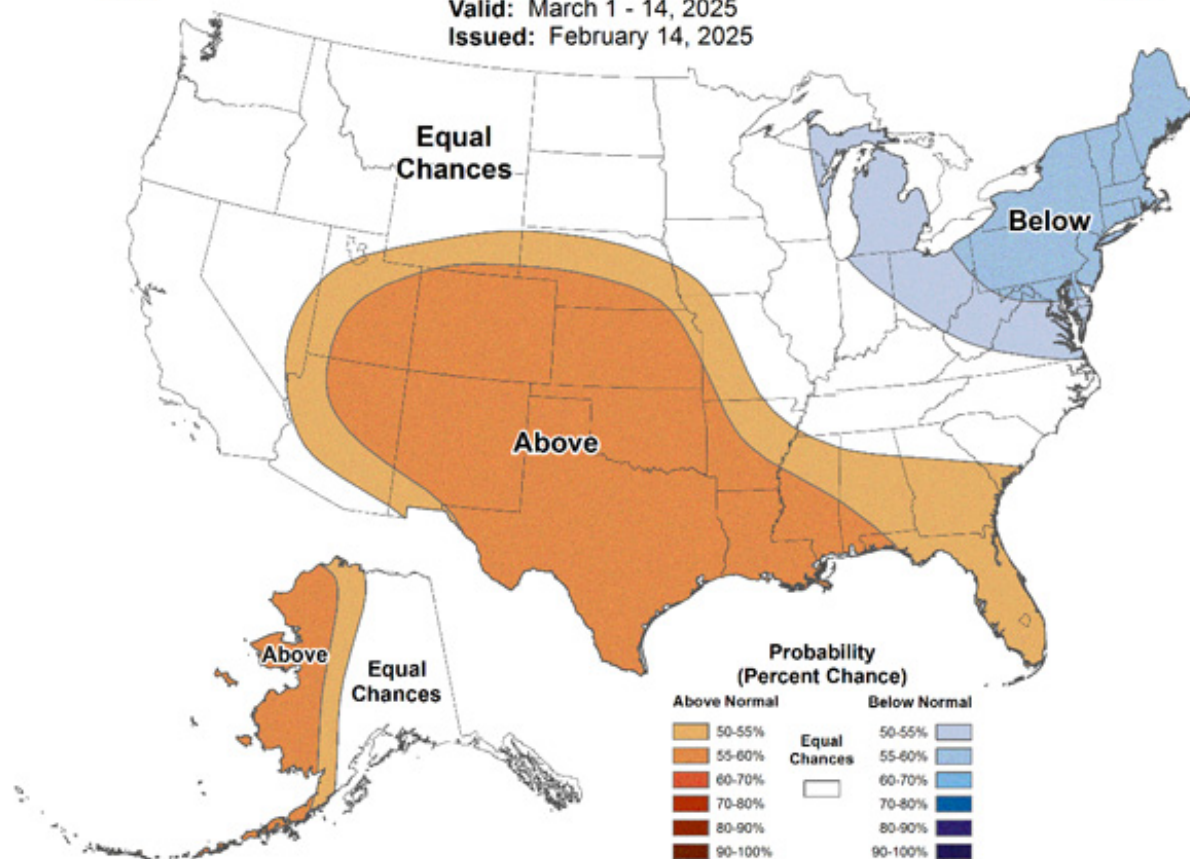 Valid: March 1 - 14, 2025
Issued: February 14, 2025
Equal
Chances
Below
Above
Above
Equal
Chances
Probability
(Percent Chance)
Above Normal
Below Normal
50-55%
55-60%
60-70%
70-80%
80-90%
90-100%
Equal
Chances
50-55%
55-60%
60-70%
70-80%
80-90%
90-100%